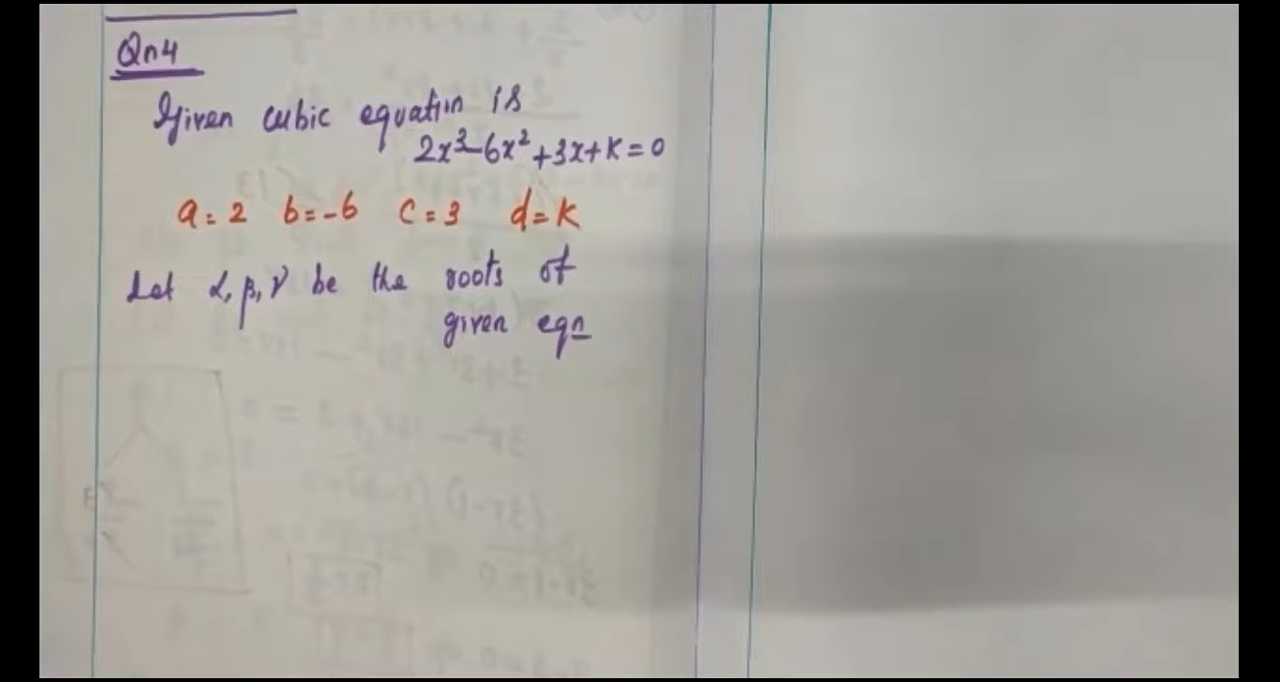 Qn4
Given cubic equation is
2x³-6x²+3x+K=0
a=2 b=-6 c=3 d=K
Let α, β, γ be the roots of
given eqn